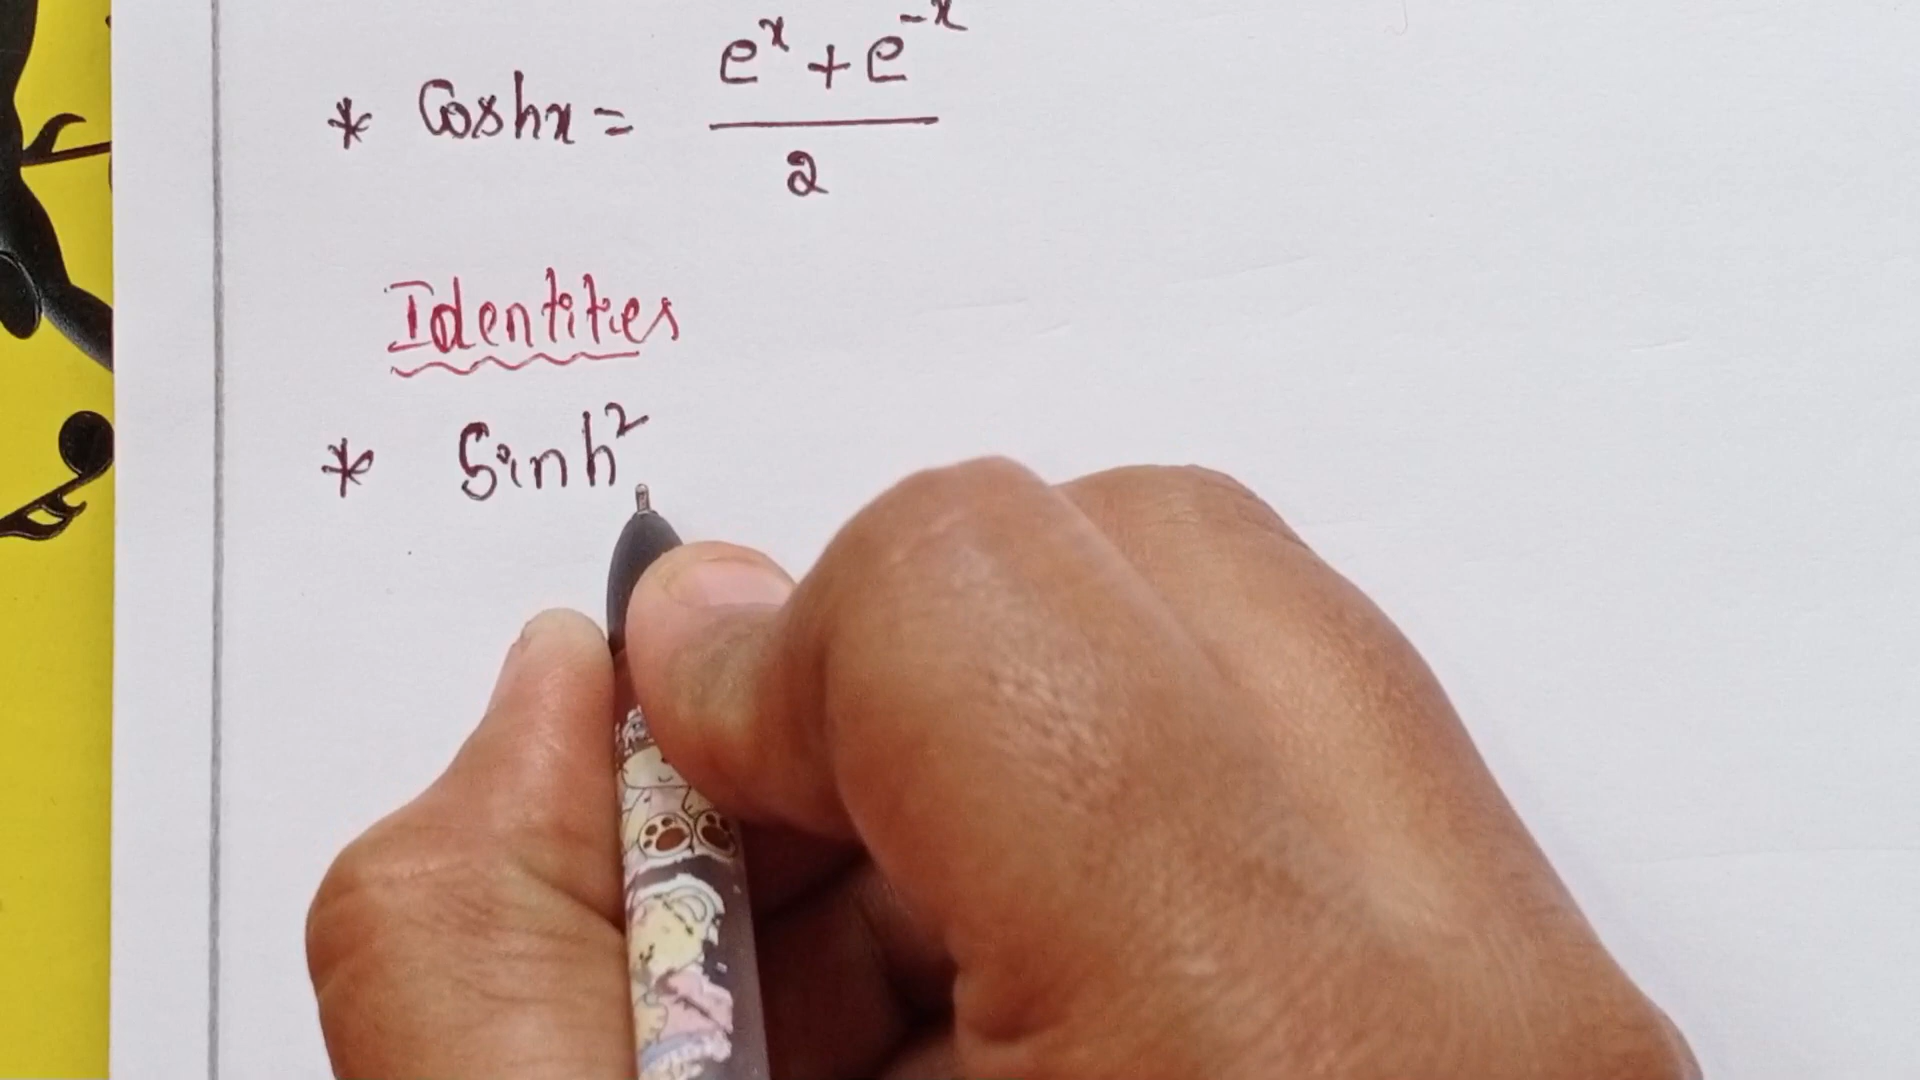 * Coshx = (e^x + e^-x) / 2
Identities
* Sinh²